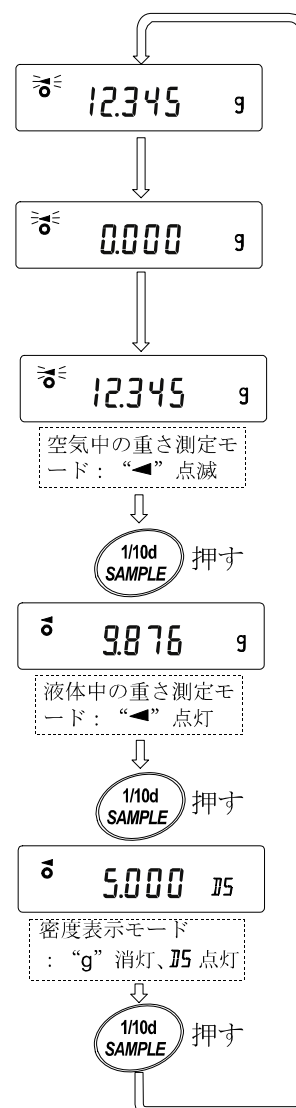 12.345 g
0.000 g
12.345 g
空気中の重さ測定モ
ード： “◄” 点滅
1/10d
SAMPLE
押す
9.876 g
液体中の重さ測定モ
ード： “◄” 点灯
1/10d
SAMPLE
押す
5.000 DS
密度表示モード
： “g” 消灯、DS 点灯
1/10d
SAMPLE
押す